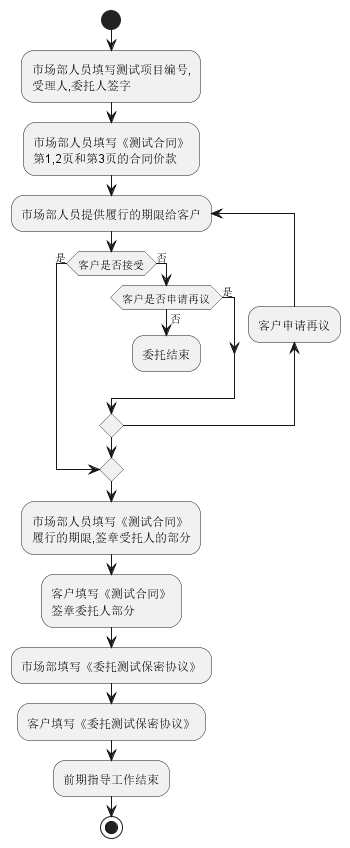 市场部人员填写测试项目编号,
受理人,委托人签字
市场部人员填写《测试合同》
第1,2页和第3页的合同价款
市场部人员提供履行的期限给客户
是
客户是否接受
否
客户是否申请再议
是
否
委托结束
客户申请再议
市场部人员填写《测试合同》
履行的期限,签章受托人的部分
客户填写《测试合同》
签章委托人部分
市场部填写《委托测试保密协议》
客户填写《委托测试保密协议》
前期指导工作结束